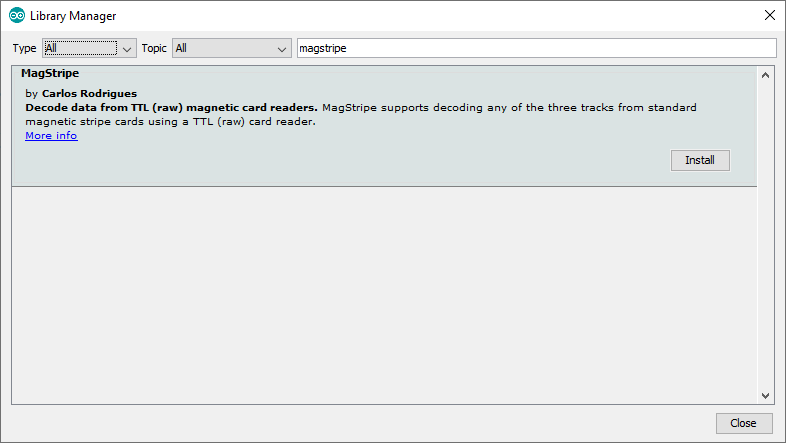 Library Manager
Type All Topic All magstripe
MagStripe
by Carlos Rodrigues
Decode data from TTL (raw) magnetic card readers. MagStripe supports decoding any of the three tracks from standard
magnetic stripe cards using a TTL (raw) card reader.
More info
Install
Close